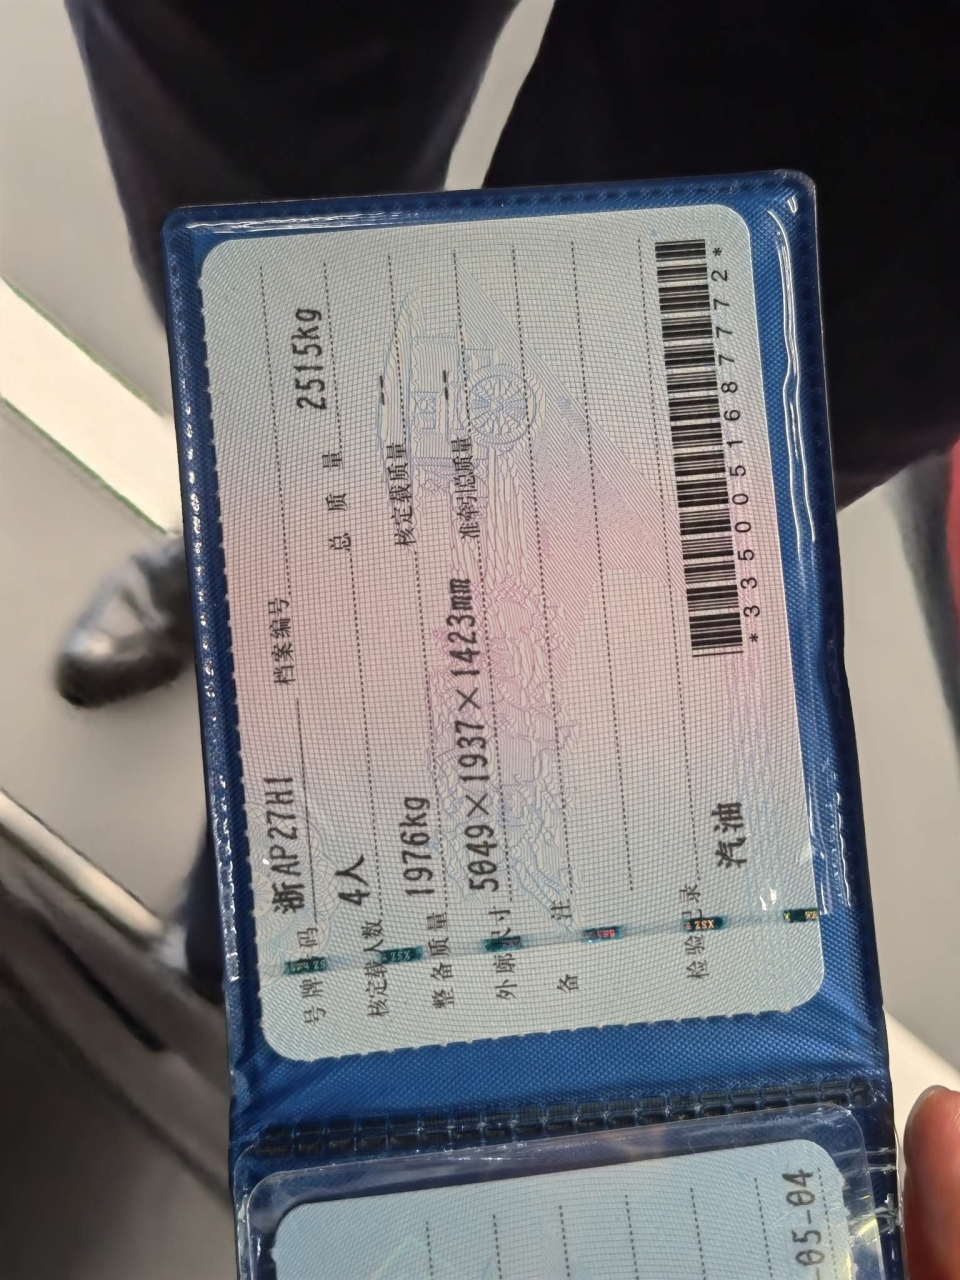 号牌号码 浙AP27H1 档案编号
核定载人数 4人 总质量 2515kg
整备质量 1976kg 核定载质量 --
外廓尺寸 5049×1937×1423mm 准牵引总质量 --
备注
检验记录 汽油
*3350051687772*
-05-04